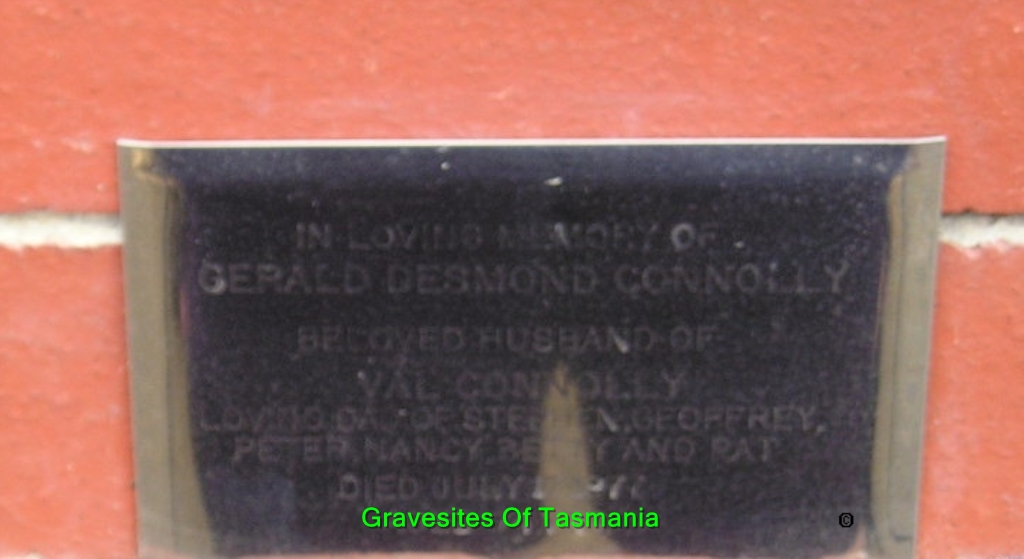 IN LOVING MEMORY OF
GERALD DESMOND CONNOLLY
BELOVED HUSBAND OF
VAL CONNOLLY
LOVING DAD OF STEPHEN, GEOFFREY,
PETER, NANCY, BETTY AND PAT
DIED JULY
Gravesites Of Tasmania ©